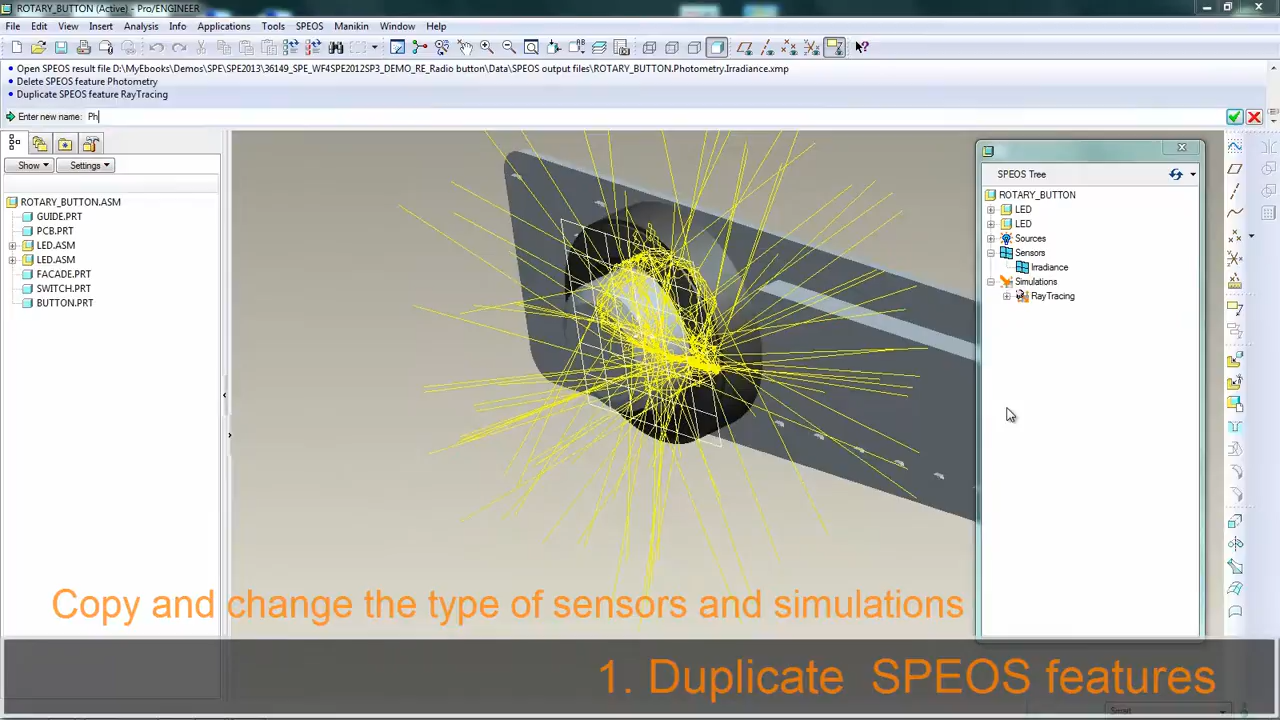 ROTARY_BUTTON (Active) - Pro/ENGINEER
File Edit View Insert Analysis Info Applications Tools SPEOS Manikin Window Help
Open SPEOS result file D:\MyEbooks\Demos\SPE\SPE2013\36149_SPE_WF4SPE2012SP3_DEMO_RE_Radio button\Data\SPEOS output files\ROTARY_BUTTON.Photometry.Irradiance.xmp
Delete SPEOS feature Photometry
Duplicate SPEOS feature RayTracing
Enter new name: Ph
Show Settings
ROTARY_BUTTON.ASM
GUIDE.PRT
PCB.PRT
LED.ASM
LED.ASM
FACADE.PRT
SWITCH.PRT
BUTTON.PRT
SPEOS Tree
ROTARY_BUTTON
LED
LED
Sources
Sensors
Irradiance
Simulations
RayTracing
Copy and change the type of sensors and simulations
1. Duplicate SPEOS features
Smart